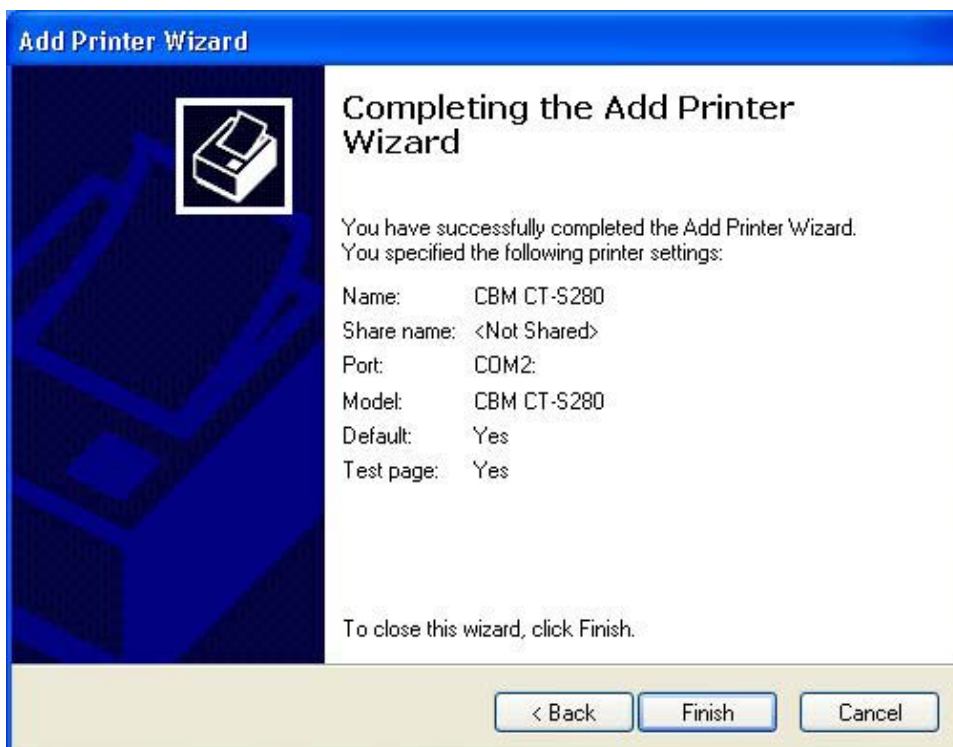 Add Printer Wizard
Completing the Add Printer
Wizard
You have successfully completed the Add Printer Wizard.
You specified the following printer settings:
Name: CBM CT-S280
Share name: <Not Shared>
Port: COM2:
Model: CBM CT-S280
Default: Yes
Test page: Yes
To close this wizard, click Finish.
< Back Finish Cancel